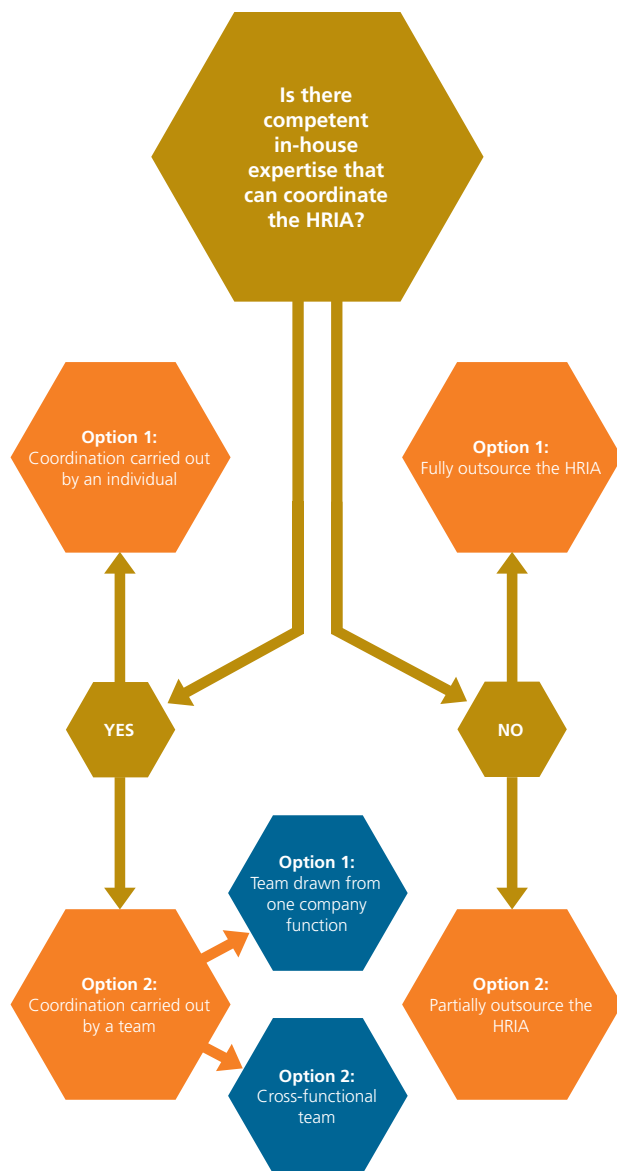 Is there
competent
in-house
expertise that
can coordinate
the HRIA?
Option 1:
Coordination carried out
by an individual
Option 1:
Fully outsource the HRIA
YES
NO
Option 1:
Team drawn from
one company
function
Option 2:
Coordination carried out
by a team
Option 2:
Partially outsource the
HRIA
Option 2:
Cross-functional
team